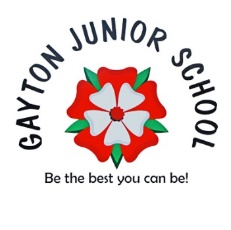 GAYTON JUNIOR SCHOOL
Be the best you can be!